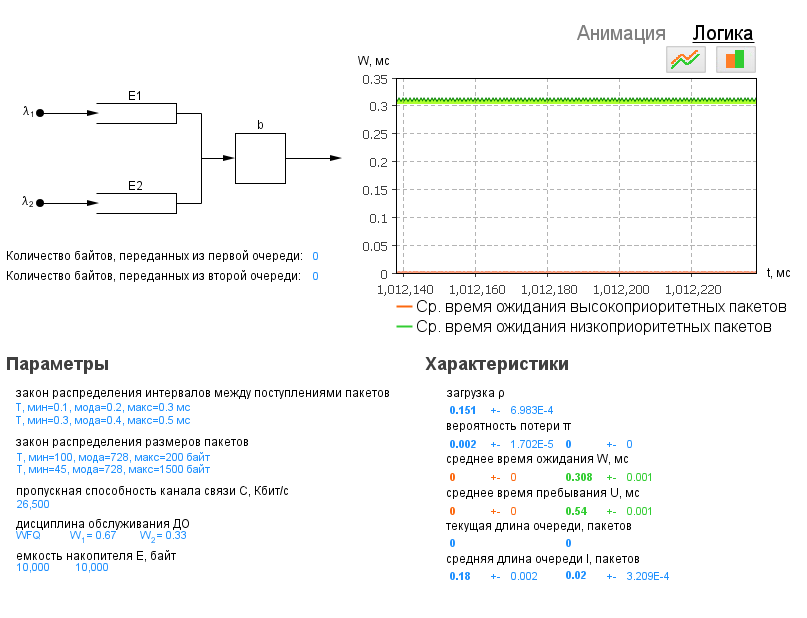 Анимация Логика
W, мс
0.35
0.3
0.25
0.2
0.15
0.1
0.05
0
1,012,140 1,012,160 1,012,180 1,012,200 1,012,220
t, мс
Ср. время ожидания высокоприоритетных пакетов
Ср. время ожидания низкоприоритетных пакетов
E1
λ1
b
E2
λ2
Количество байтов, переданных из первой очереди: 0
Количество байтов, переданных из второй очереди: 0
Параметры
закон распределения интервалов между поступлениями пакетов
T, мин=0.1, мода=0.2, макс=0.3 мс
T, мин=0.3, мода=0.4, макс=0.5 мс
закон распределения размеров пакетов
T, мин=100, мода=728, макс=200 байт
T, мин=45, мода=728, макс=1500 байт
пропускная способность канала связи C, Кбит/с
26,500
дисциплина обслуживания ДО
WFQ W1= 0.67 W2= 0.33
емкость накопителя E, байт
10,000 10,000
Характеристики
загрузка ρ
0.151 +- 6.983E-4
вероятность потери π
0.002 +- 1.702E-5 0 +- 0
среднее время ожидания W, мс
0 +- 0 0.308 +- 0.001
среднее время пребывания U, мс
0 +- 0 0.54 +- 0.001
текущая длина очереди, пакетов
0 0
средняя длина очереди l, пакетов
0.18 +- 0.002 0.02 +- 3.209E-4